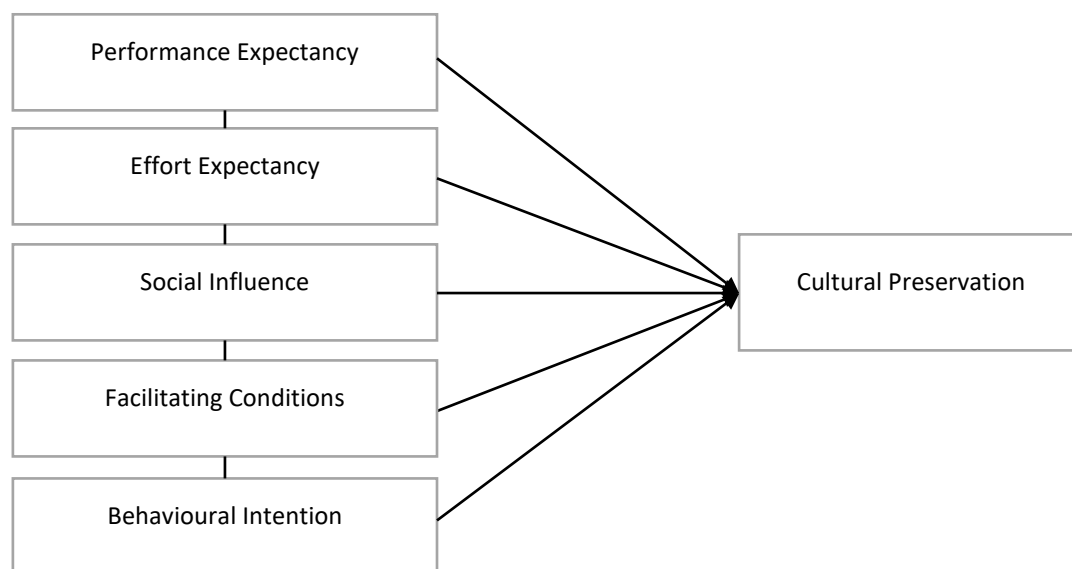 Performance Expectancy
Effort Expectancy
Social Influence
Cultural Preservation
Facilitating Conditions
Behavioural Intention